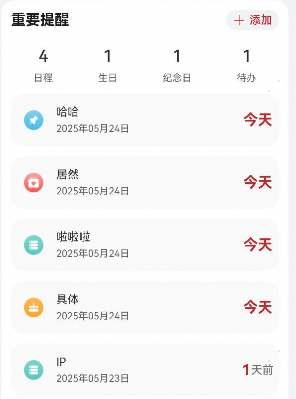 重要提醒
＋ 添加
4 1 1 1
日程 生日 纪念日 待办
哈哈
2025年05月24日
今天
居然
2025年05月24日
今天
啦啦啦
2025年05月24日
今天
具体
2025年05月24日
今天
IP
2025年05月23日
1天前